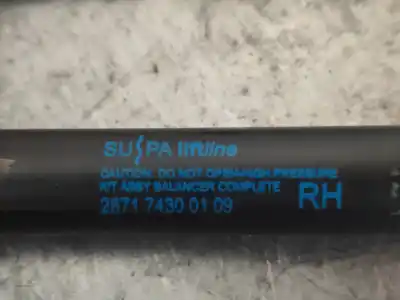 SUSPA liftline
CAUTION. DO NOT OPEN-HIGH PRESSURE
KIT ASSY BALANCER COMPLETE
2871 7430 01 09 RH